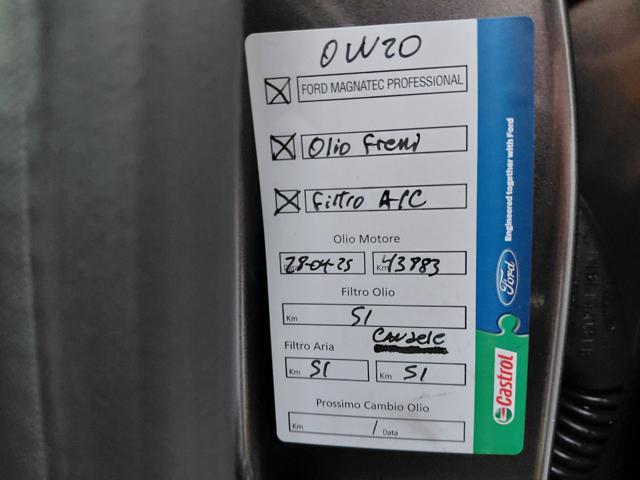 0W20
FORD MAGNATEC PROFESSIONAL
Olio freni
Filtro A/C
Olio Motore
28-04-25 Km 43983
Filtro Olio
Km SI
Filtro Aria CANDELE
Km SI Km SI
Prossimo Cambio Olio
Km / Data
Engineered together with Ford
Ford
Castrol